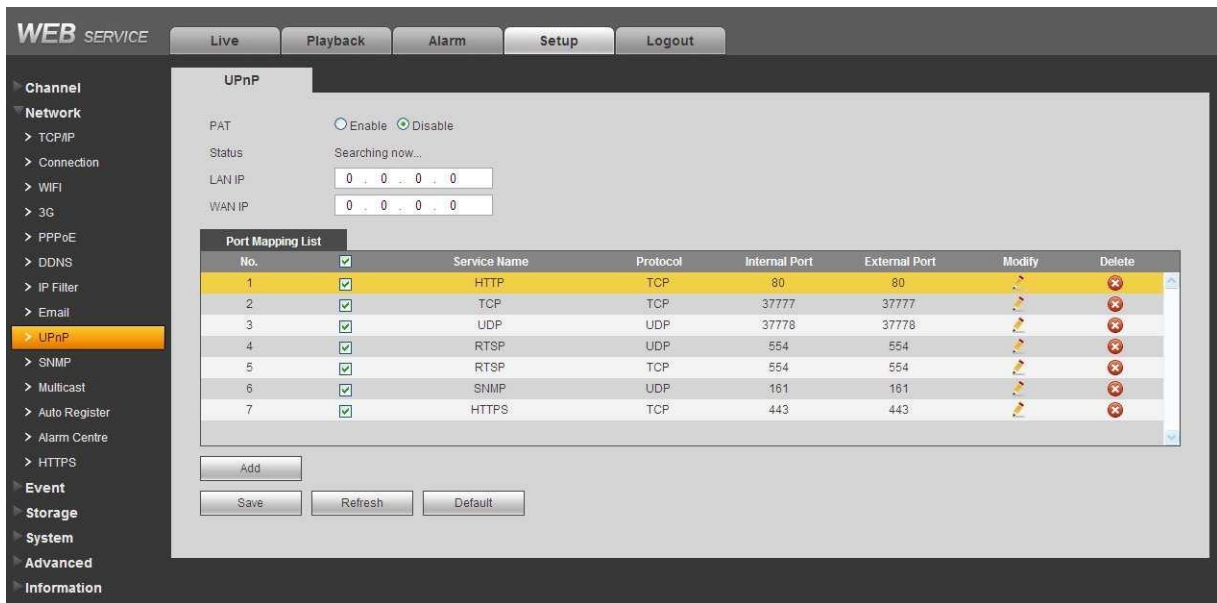 WEB SERVICE
Live Playback Alarm Setup Logout
Channel
Network
> TCP/IP
> Connection
> WIFI
> 3G
> PPPoE
> DDNS
> IP Filter
> Email
> UPnP
> SNMP
> Multicast
> Auto Register
> Alarm Centre
> HTTPS
Event
Storage
System
Advanced
Information
UPnP
PAT Enable Disable
Status Searching now...
LAN IP 0 . 0 . 0 . 0
WAN IP 0 . 0 . 0 . 0
Port Mapping List
No. Service Name Protocol Internal Port External Port Modify Delete
1 HTTP TCP 80 80
2 TCP TCP 37777 37777
3 UDP UDP 37778 37778
4 RTSP UDP 554 554
5 RTSP TCP 554 554
6 SNMP UDP 161 161
7 HTTPS TCP 443 443
Add
Save Refresh Default